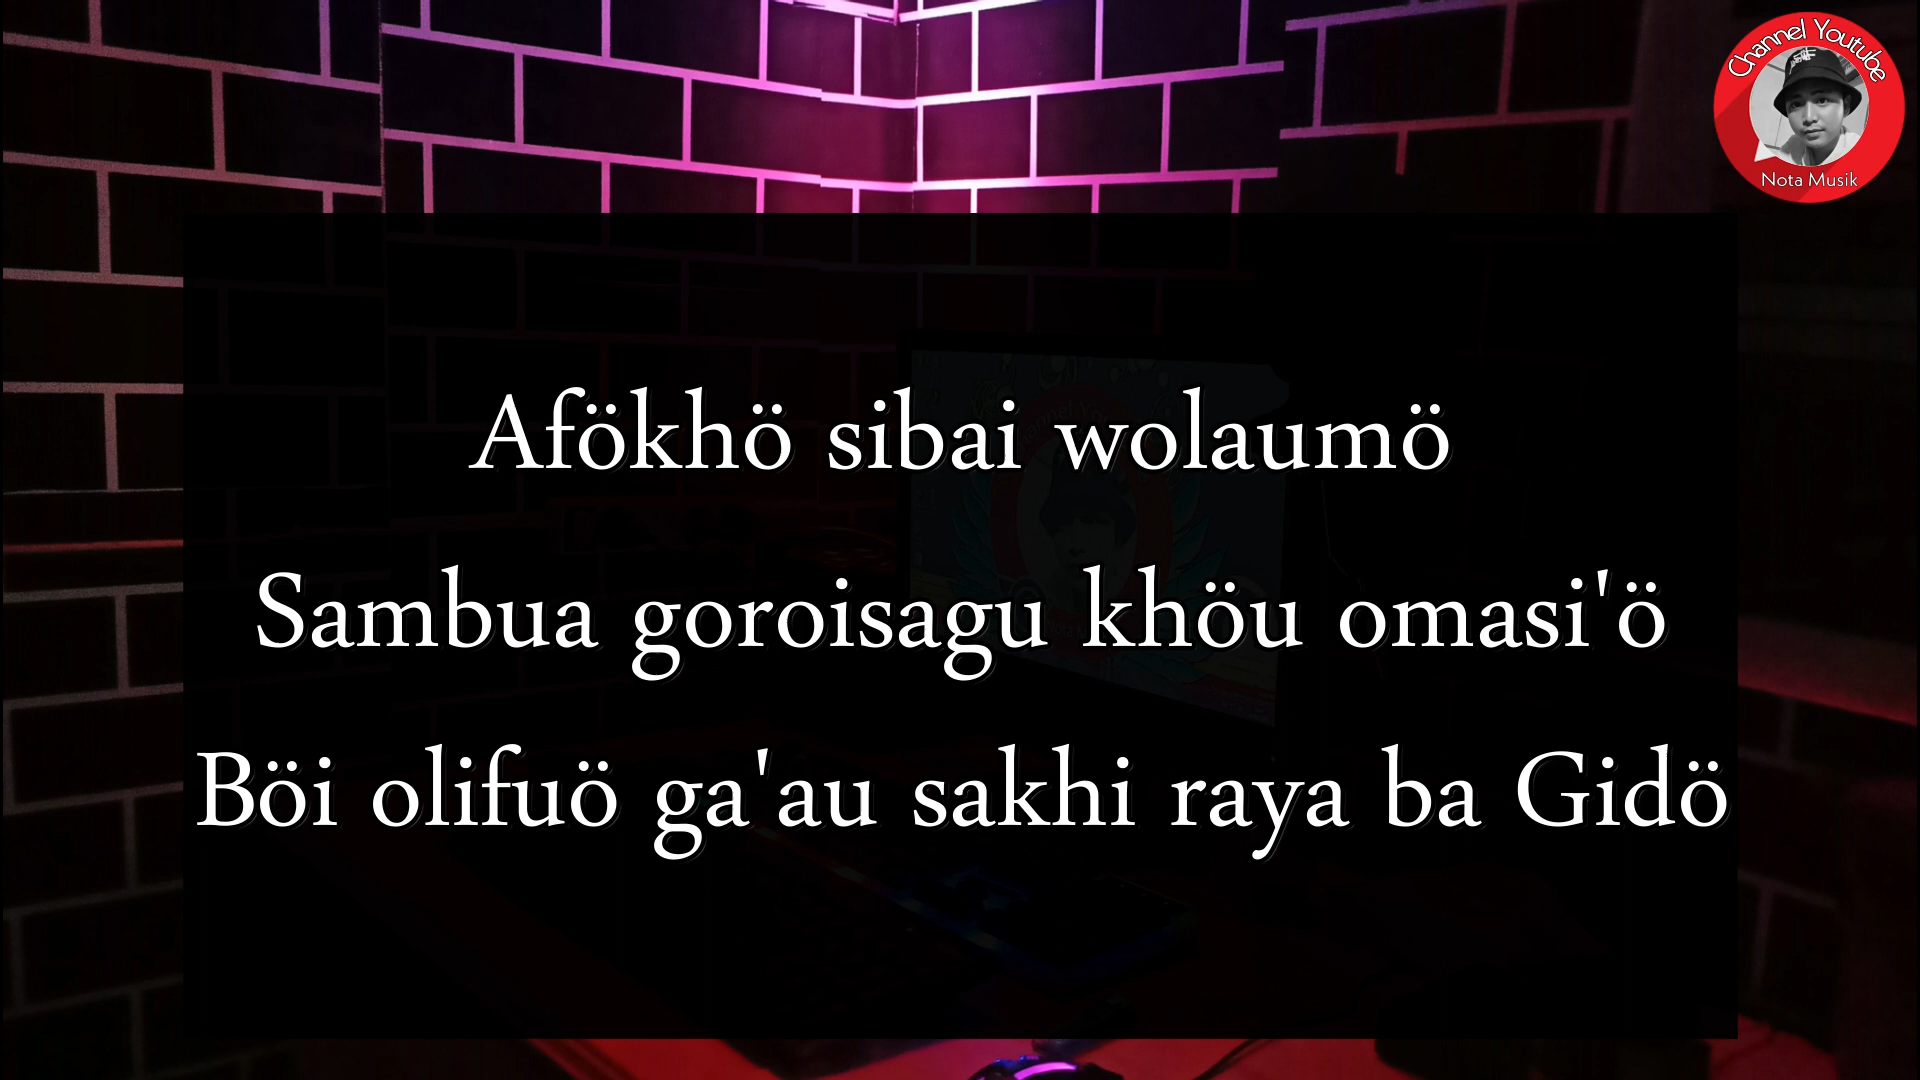 Channel Youtube
Nota Musik
Afökhö sibai wolaumö
Sambua goroisagu khöu omasi'ö
Böi olifuö ga'au sakhi raya ba Gidö